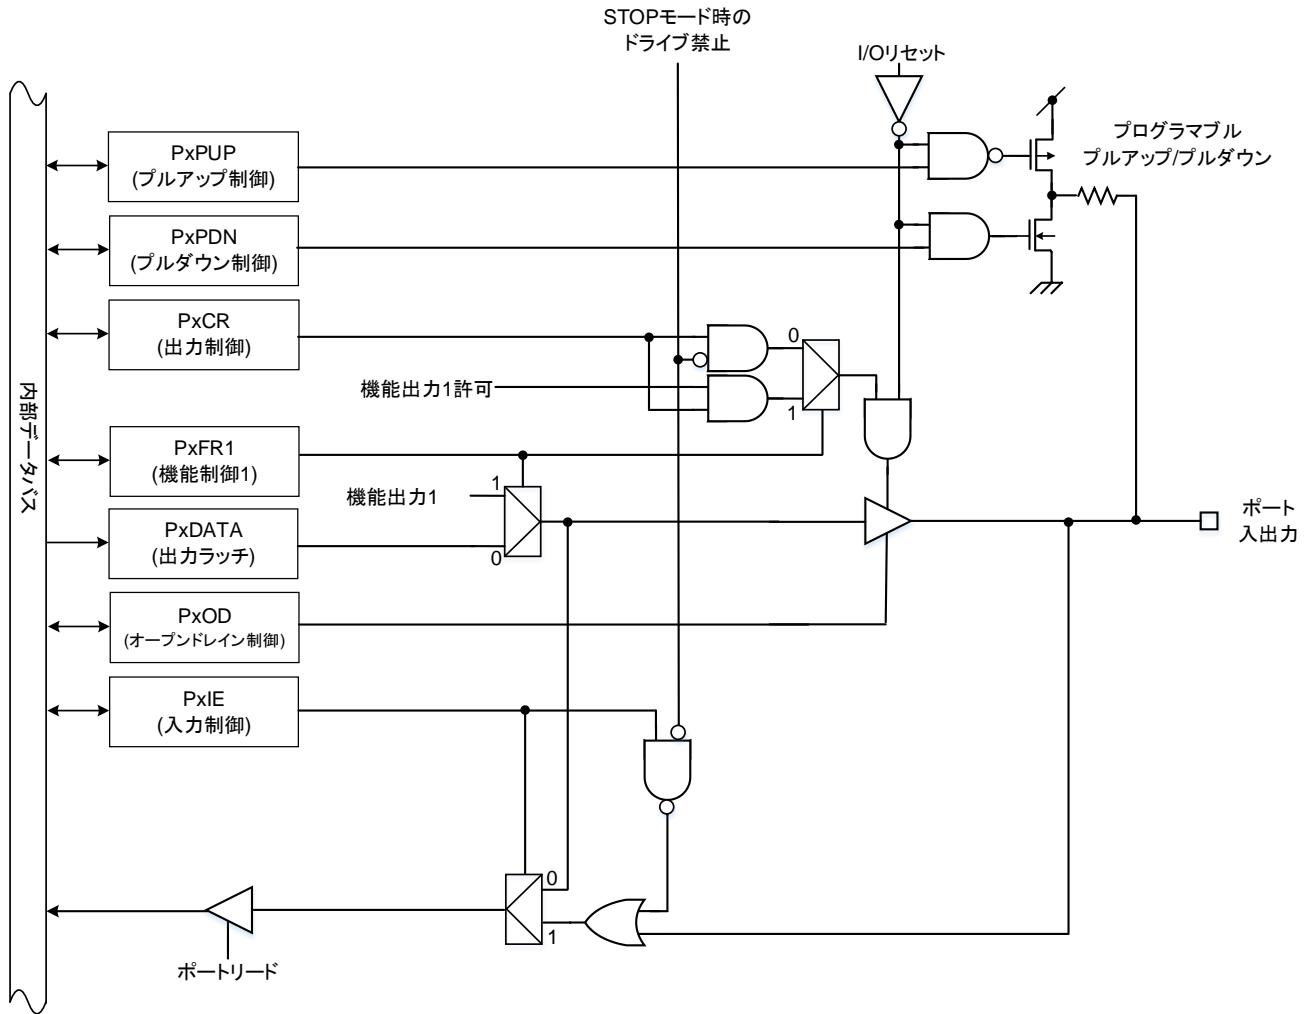 STOPモード時の
ドライブ禁止
I/Oリセット
プログラマブル
プルアップ/プルダウン
PxPUP
(プルアップ制御)
PxPDN
(プルダウン制御)
PxCR
(出力制御)
0
機能出力1許可
1
内部データバス
PxFR1
(機能制御1)
1
機能出力1
PxDATA
(出力ラッチ)
0
ポート
入出力
PxOD
(オープンドレイン制御)
PxIE
(入力制御)
0
1
ポートリード